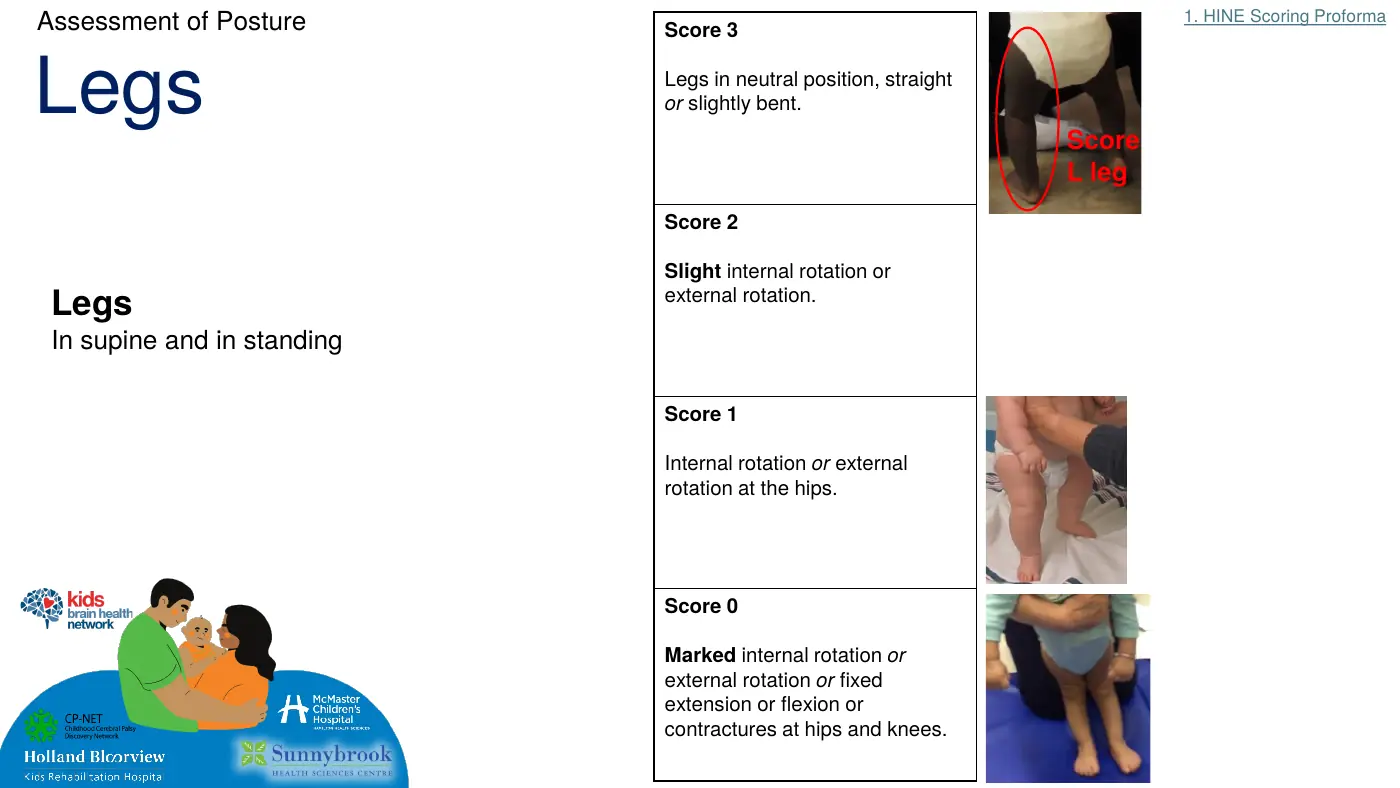 Assessment of Posture
Legs
Legs
In supine and in standing
Score 3
Legs in neutral position, straight
or slightly bent.
Score 2
Slight internal rotation or
external rotation.
Score 1
Internal rotation or external
rotation at the hips.
Score 0
Marked internal rotation or
external rotation or fixed
extension or flexion or
contractures at hips and knees.
Score
L leg
1. HINE Scoring Proforma
kids
brain health
network
CP-NET
Childhood Cerebral Palsy
Discovery Network
McMaster
Children's
Hospital
HAMILTON HEALTH SCIENCES
Holland Bloorview
Kids Rehabilitation Hospital
Sunnybrook
HEALTH SCIENCES CENTRE